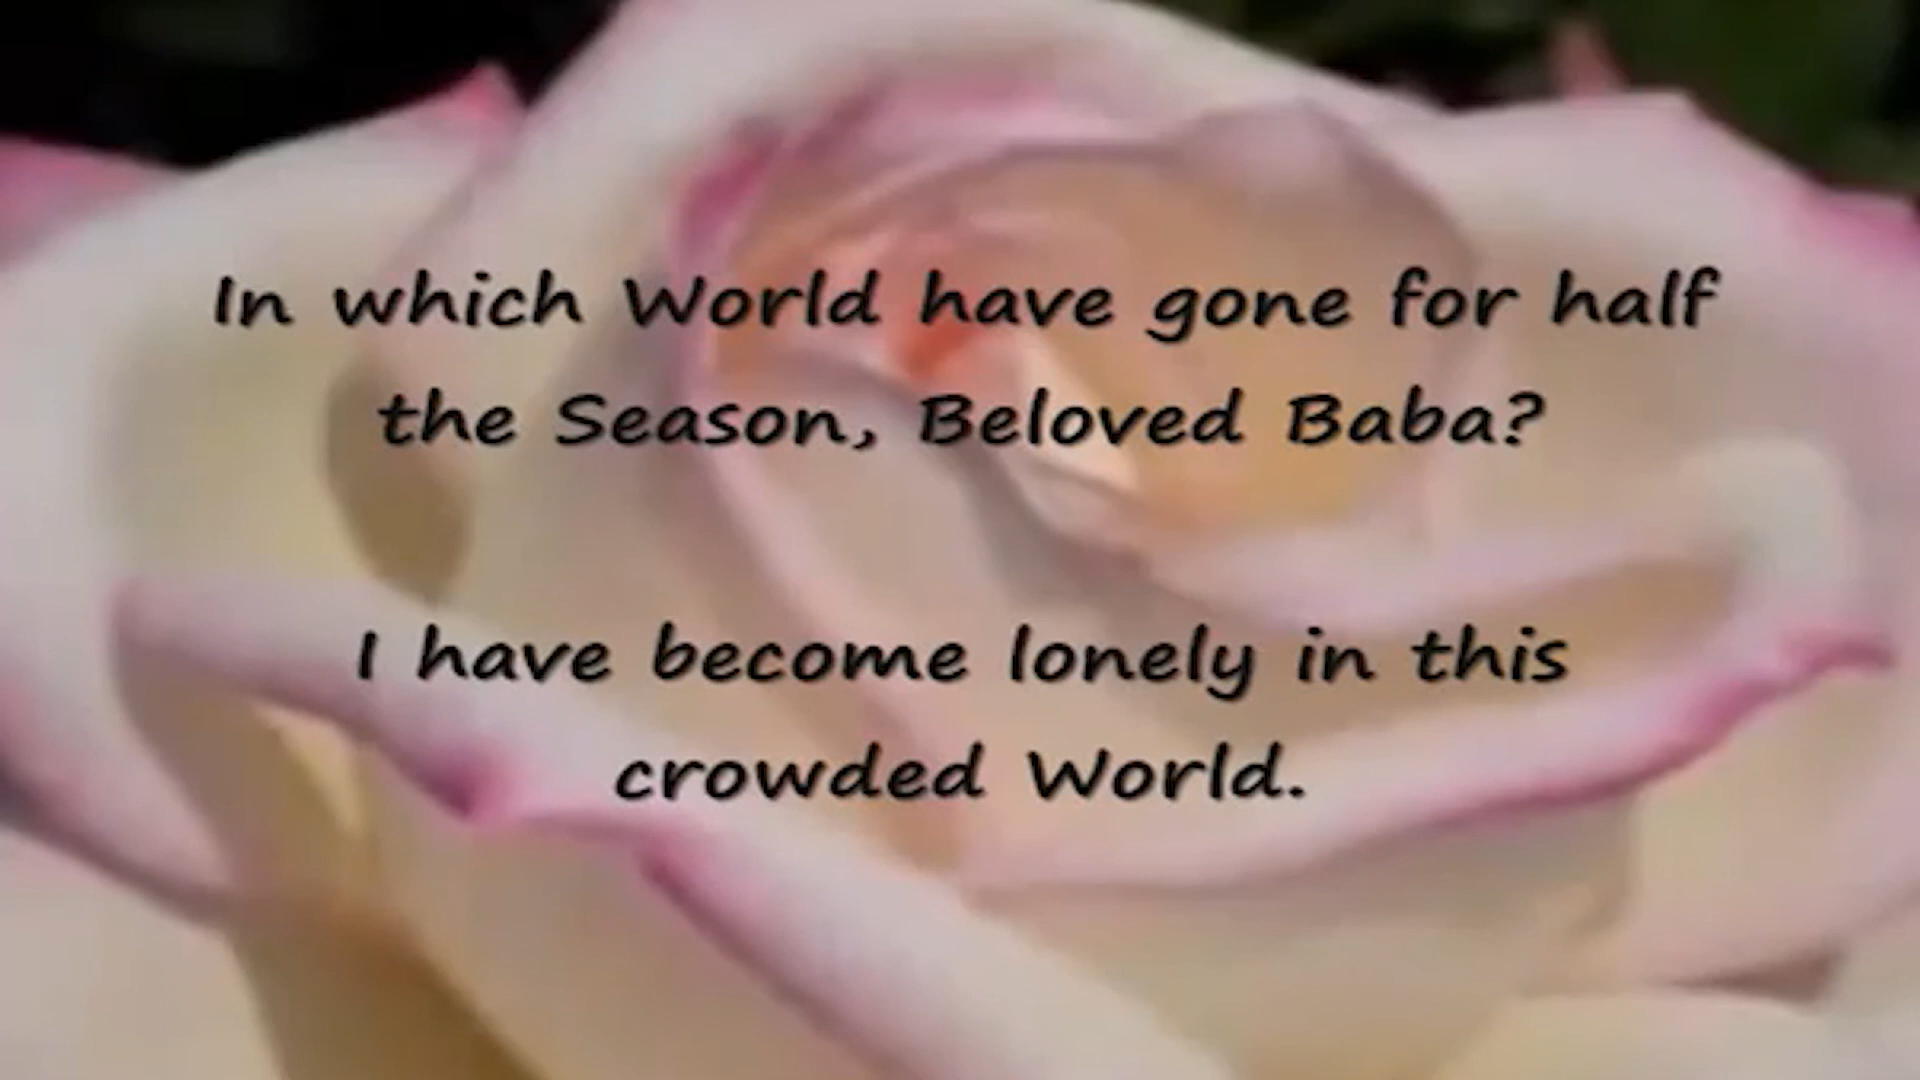 In which World have gone for half
the Season, Beloved Baba?
I have become lonely in this
crowded World.